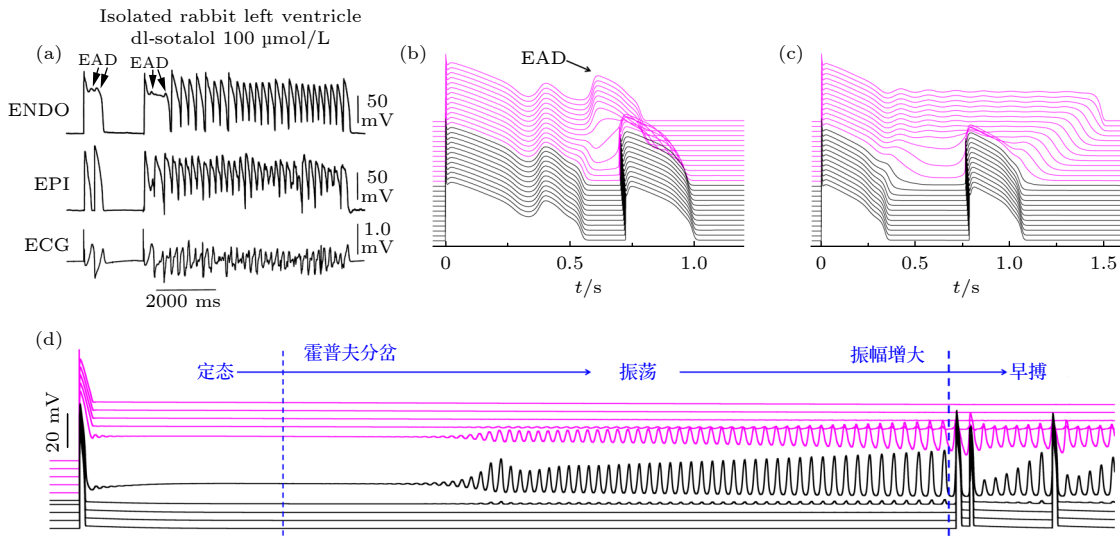 Isolated rabbit left ventricle
dl-sotalol 100 μmol/L
(a)
EAD
EAD
ENDO
50
mV
EPI
50
mV
ECG
1.0
mV
2000 ms
(b)
EAD
0
0.5
1.0
t/s
(c)
0
0.5
1.0
1.5
t/s
(d)
20 mV
定态
霍普夫分岔
振荡
振幅增大
早搏